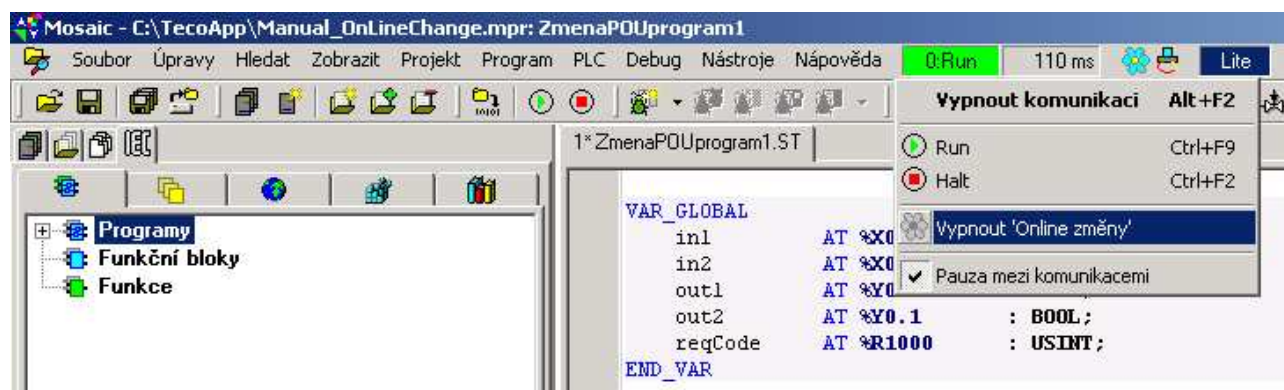 Mosaic - C:\TecoApp\Manual_OnLineChange.mpr: ZmenaPOUprogram1
Soubor Úpravy Hledat Zobrazit Projekt Program PLC Debug Nástroje Nápověda 0:Run 110 ms Lite
Vypnout komunikaci Alt+F2
1* ZmenaPOUprogram1.ST
Run Ctrl+F9
Halt Ctrl+F2
Vypnout 'Online změny'
Pauza mezi komunikacemi
Programy
Funkční bloky
Funkce
VAR_GLOBAL
in1 AT %X0
in2 AT %X0
out1 AT %Y0
out2 AT %Y0.1 : BOOL;
reqCode AT %R1000 : USINT;
END_VAR